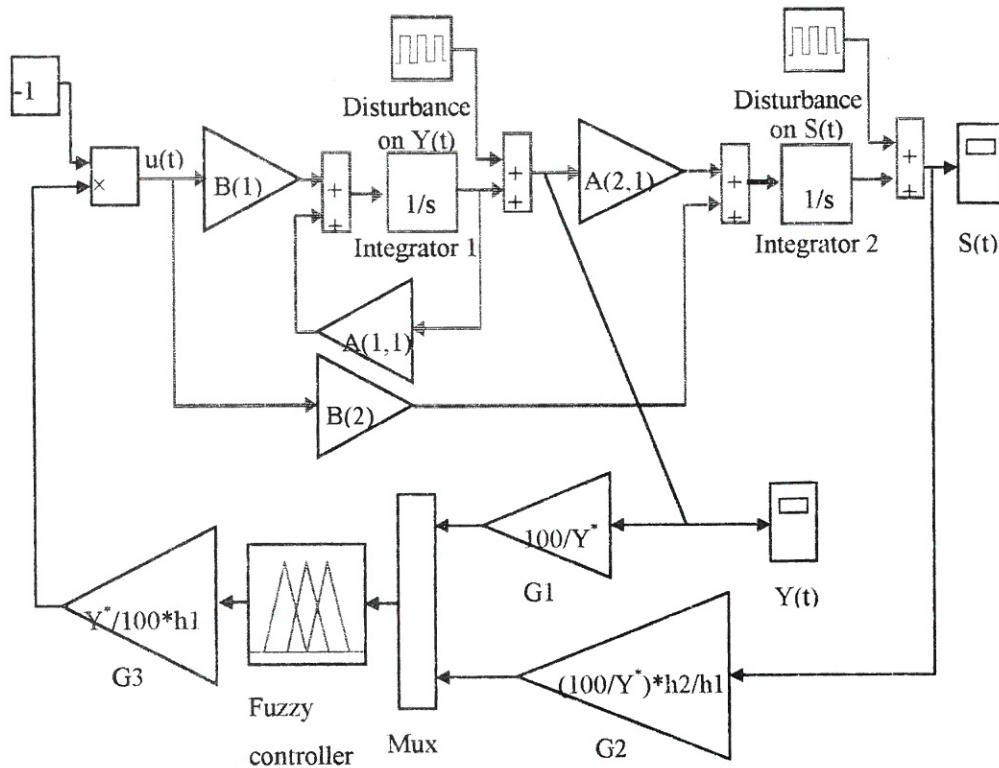 -1
×
u(t)
B(1)
+
+
Disturbance
on Y(t)
1/s
Integrator 1
+
+
A(1,1)
B(2)
A(2,1)
+
+
Disturbance
on S(t)
1/s
Integrator 2
+
+
S(t)
100/Y*
G1
Y(t)
Y*/100*h1
G3
Fuzzy
controller
Mux
(100/Y*)*h2/h1
G2